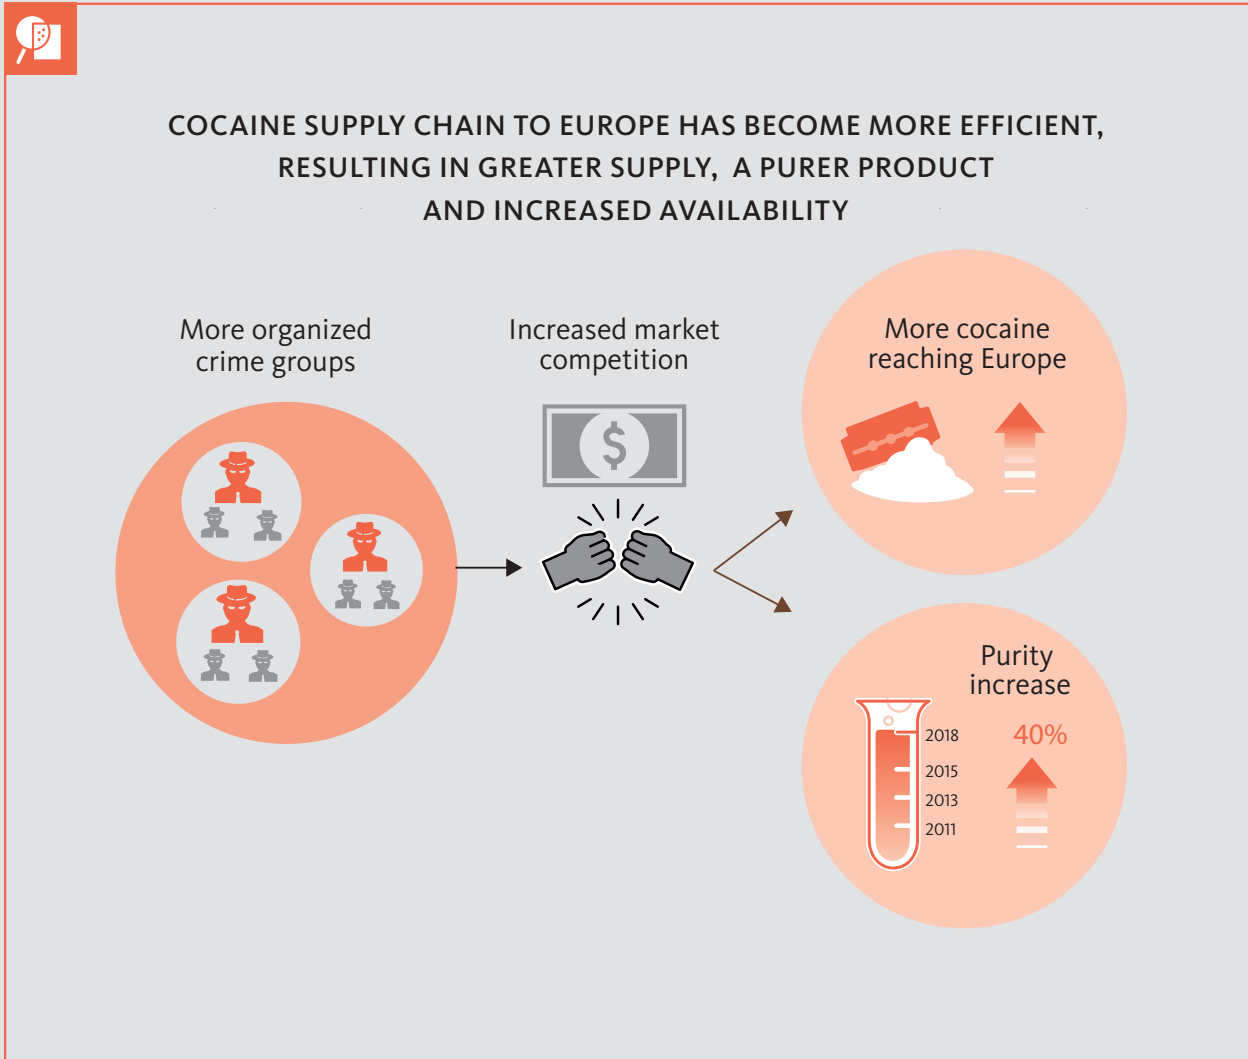 COCAINE SUPPLY CHAIN TO EUROPE HAS BECOME MORE EFFICIENT,
RESULTING IN GREATER SUPPLY, A PURER PRODUCT
AND INCREASED AVAILABILITY
More organized
crime groups
Increased market
competition
$
More cocaine
reaching Europe
Purity
increase
40%
2018
2015
2013
2011